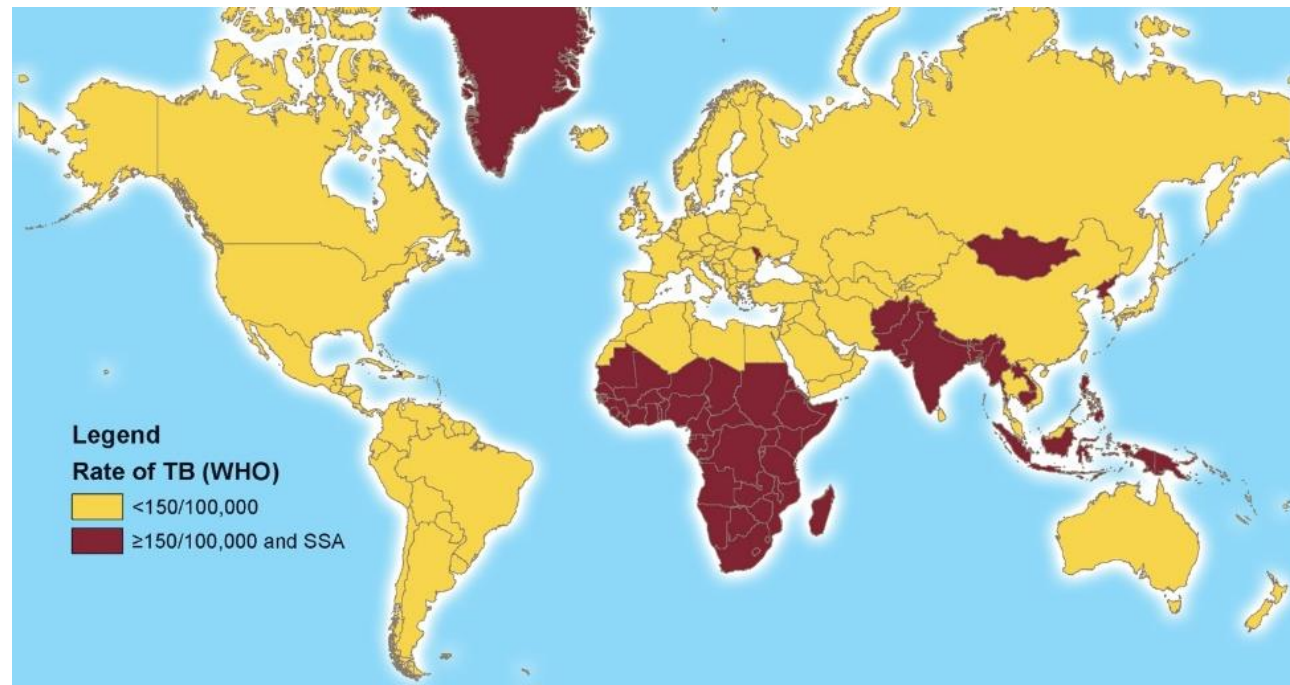 Legend
Rate of TB (WHO)
<150/100,000
≥150/100,000 and SSA